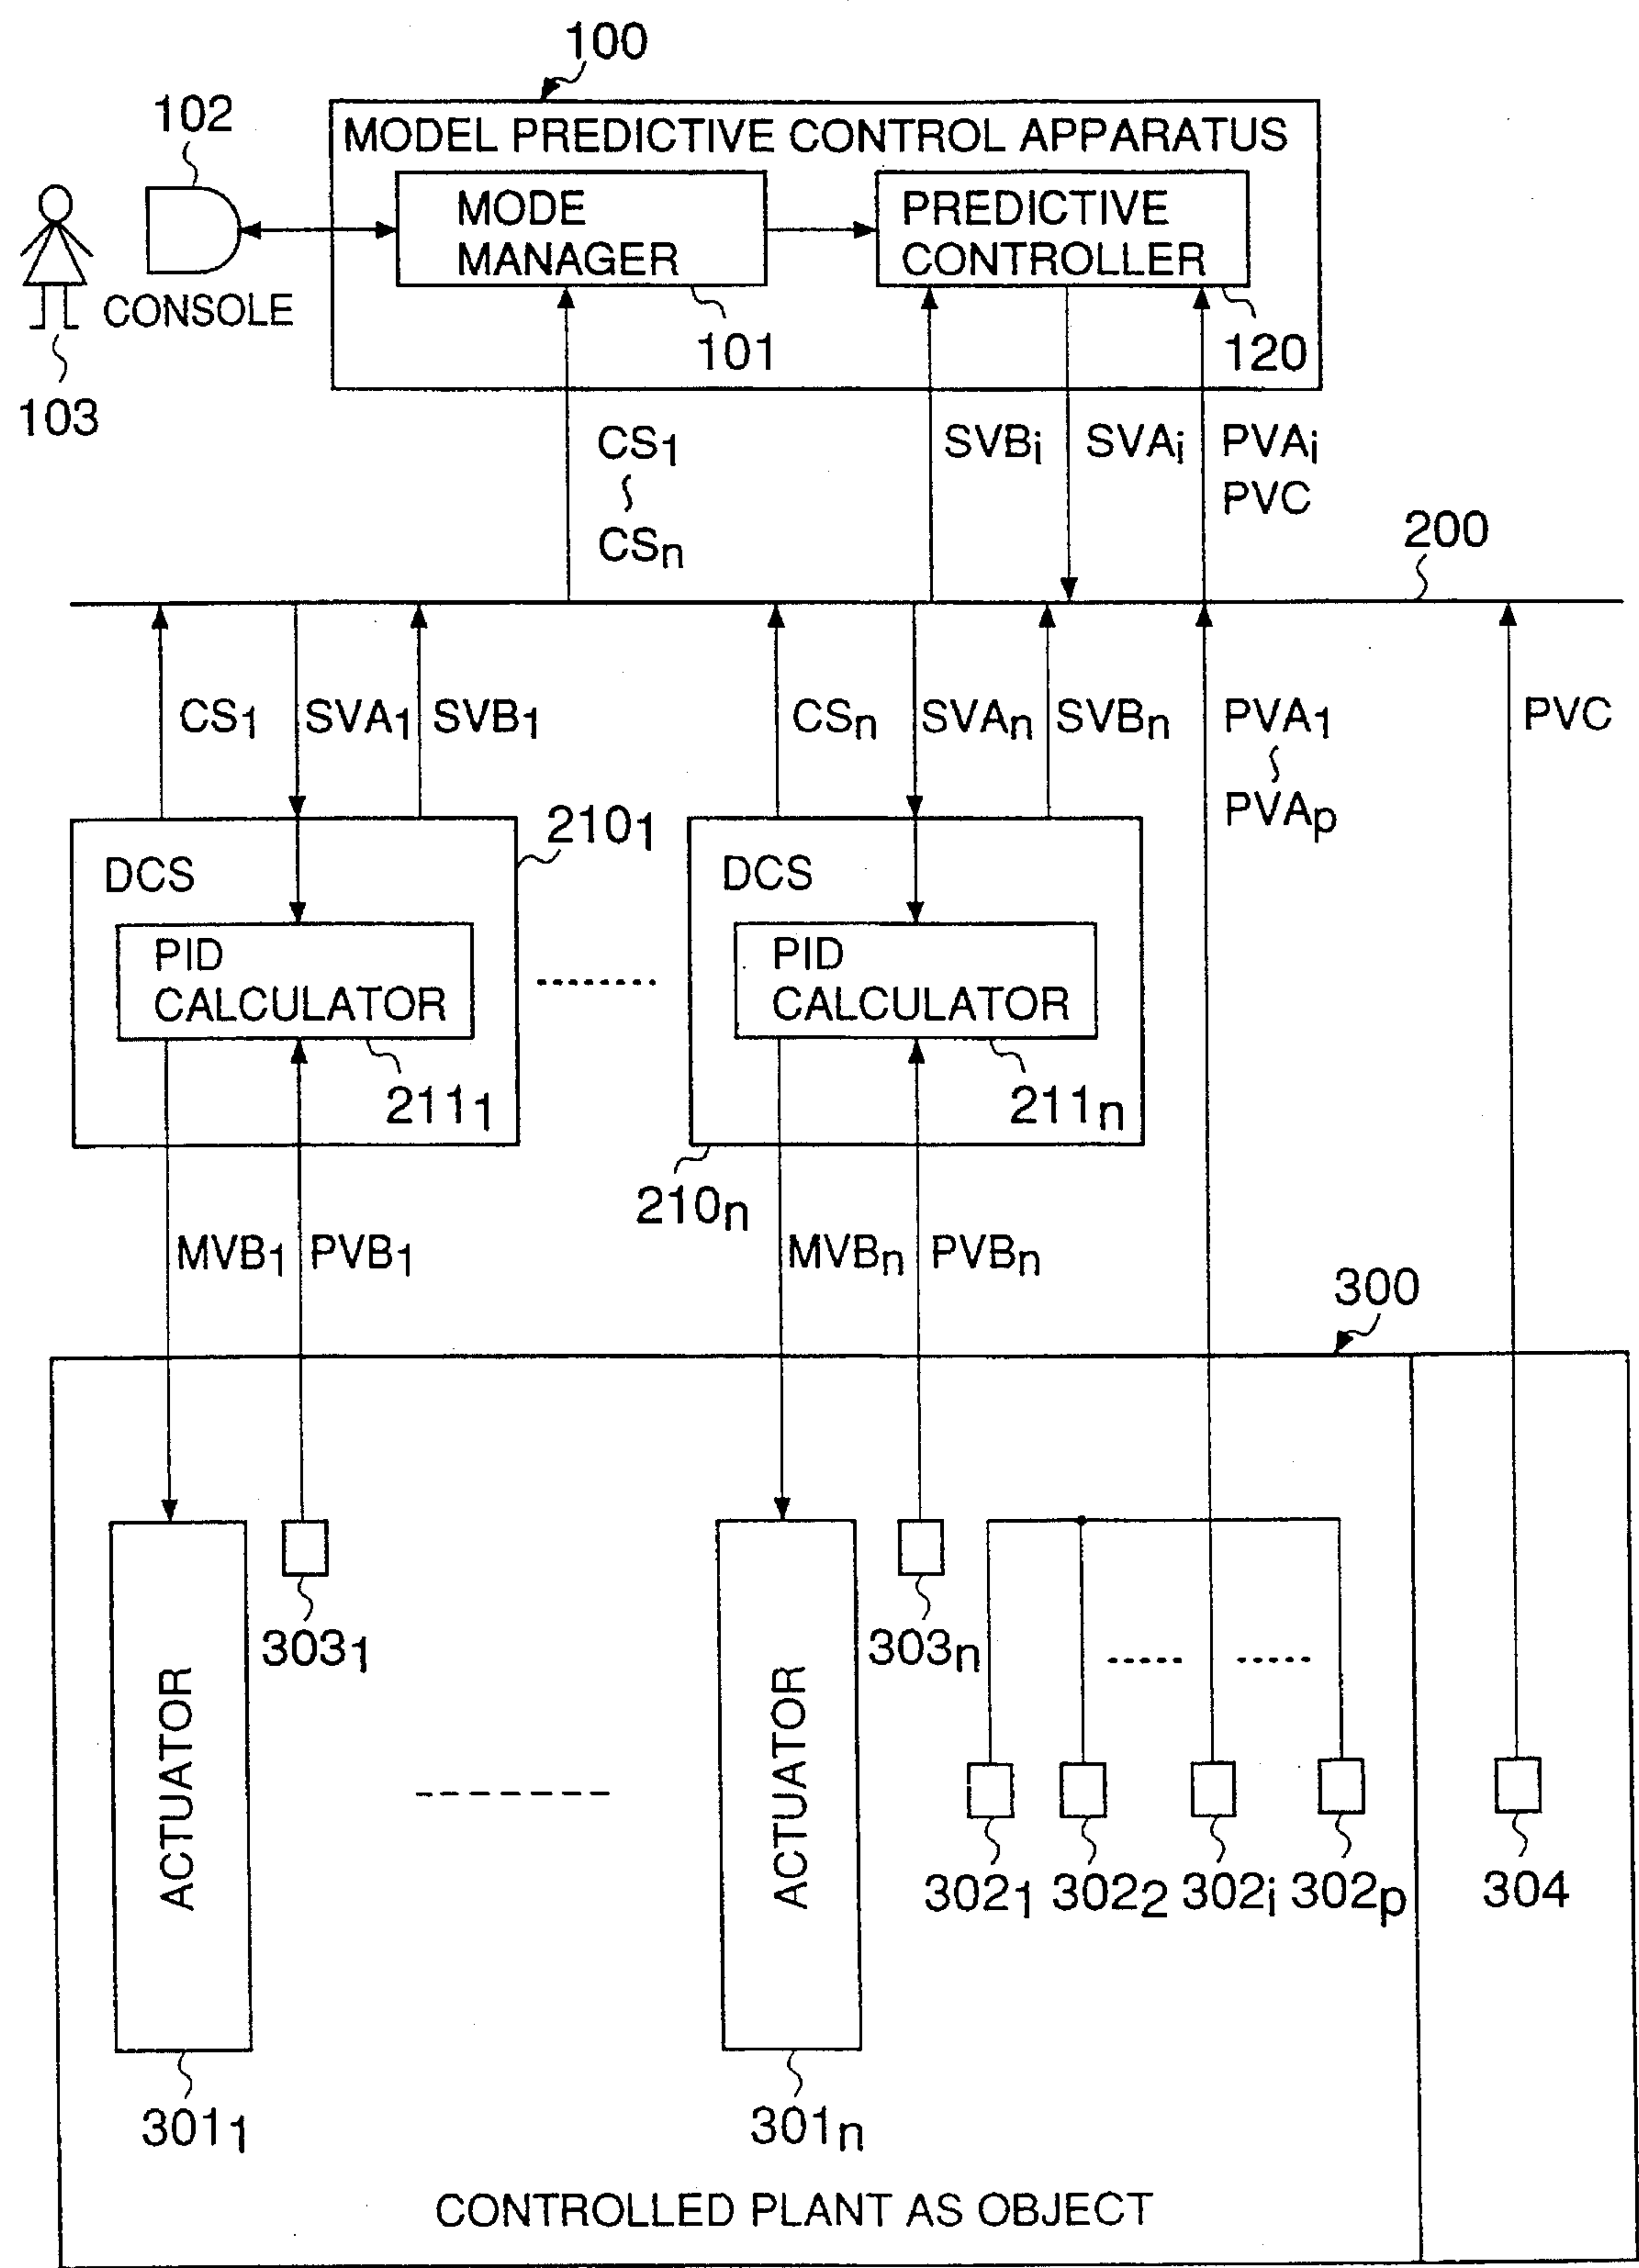 100
102
MODEL PREDICTIVE CONTROL APPARATUS
MODE
MANAGER
PREDICTIVE
CONTROLLER
CONSOLE
101
120
103
CS1
CSn
SVBi
SVAi
PVAi
PVC
200
CS1
SVA1
SVB1
CSn
SVAn
SVBn
PVA1
PVAp
PVC
2101
DCS
DCS
PID
CALCULATOR
PID
CALCULATOR
2111
211n
210n
MVB1
PVB1
MVBn
PVBn
300
3031
303n
ACTUATOR
ACTUATOR
3021
3022
302i
302p
304
3011
301n
CONTROLLED PLANT AS OBJECT